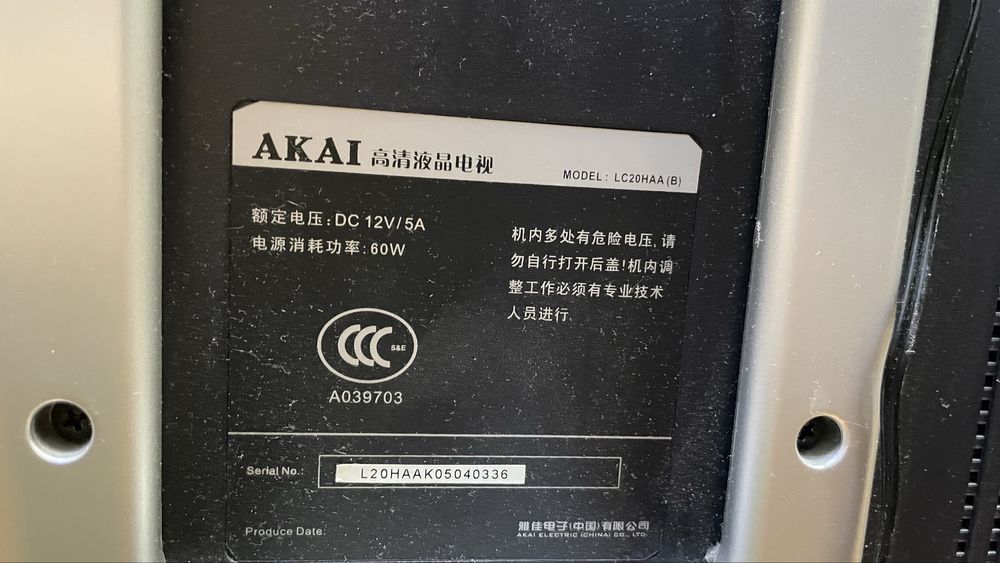 AKAI 高清液晶电视
MODEL: LC20HAA(B)
额定电压:DC 12V/5A
电源消耗功率:60W
机内多处有危险电压,请
勿自行打开后盖!机内调
整工作必须有专业技术
人员进行.
CCC S&E
A039703
Serial No.: L20HAAK05040336
Produce Date:
雅佳电子(中国)有限公司
AKAI ELECTRIC (CHINA) CO., LTD.